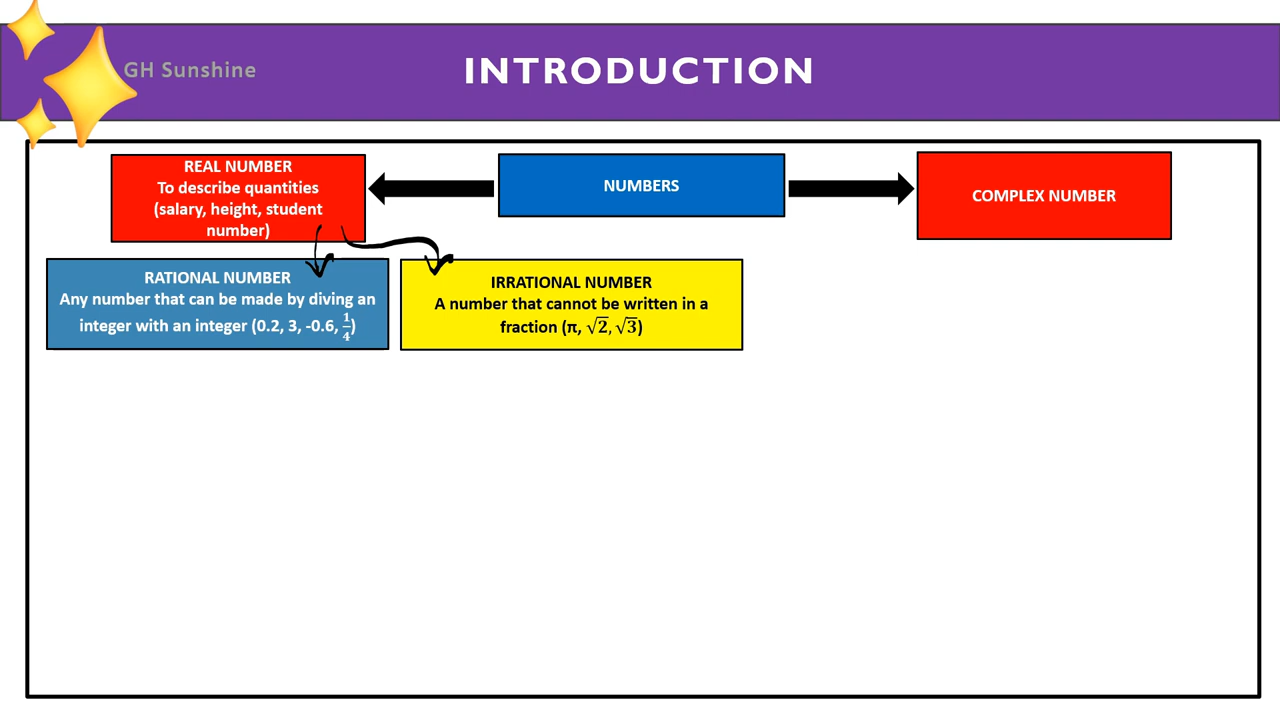 GH Sunshine
INTRODUCTION
REAL NUMBER
To describe quantities
(salary, height, student
number)
NUMBERS
COMPLEX NUMBER
RATIONAL NUMBER
Any number that can be made by diving an
integer with an integer (0.2, 3, -0.6, 1/4)
IRRATIONAL NUMBER
A number that cannot be written in a
fraction (π, √2, √3)